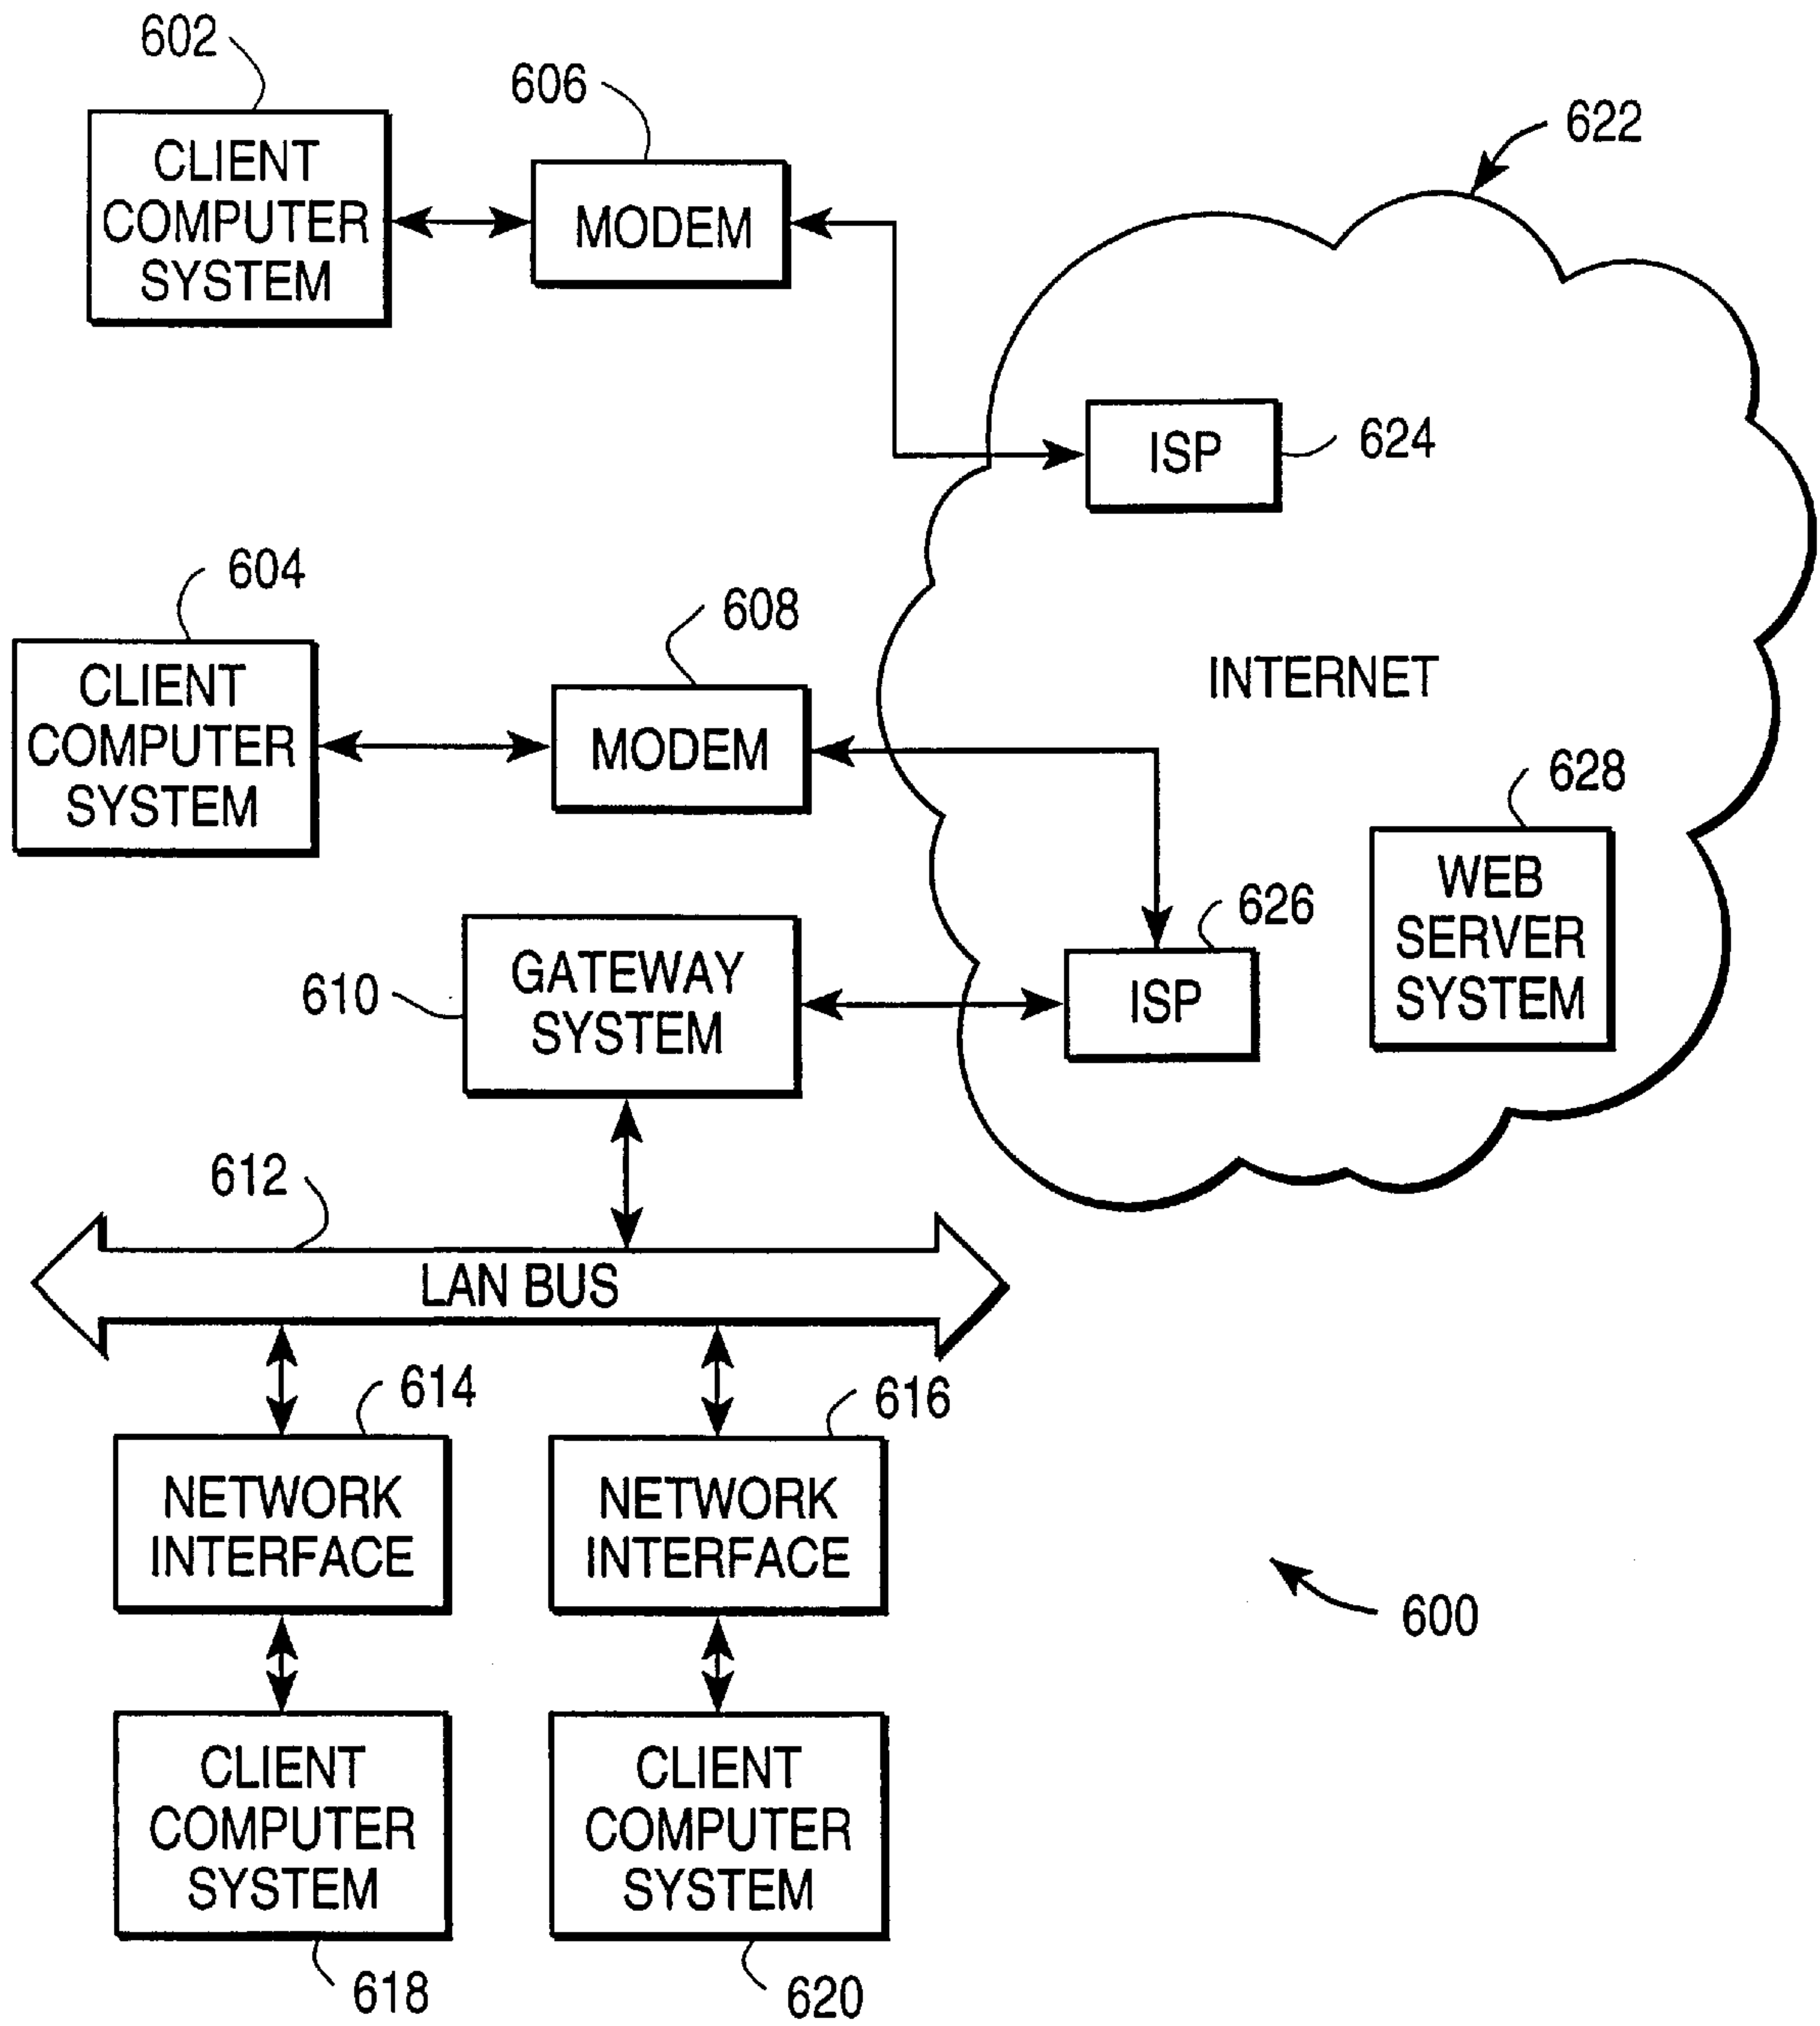 602
606
622
CLIENT
COMPUTER
SYSTEM
MODEM
ISP
624
604
608
CLIENT
COMPUTER
SYSTEM
MODEM
INTERNET
628
WEB
SERVER
SYSTEM
626
ISP
610
GATEWAY
SYSTEM
612
LAN BUS
614
616
NETWORK
INTERFACE
NETWORK
INTERFACE
600
CLIENT
COMPUTER
SYSTEM
CLIENT
COMPUTER
SYSTEM
618
620